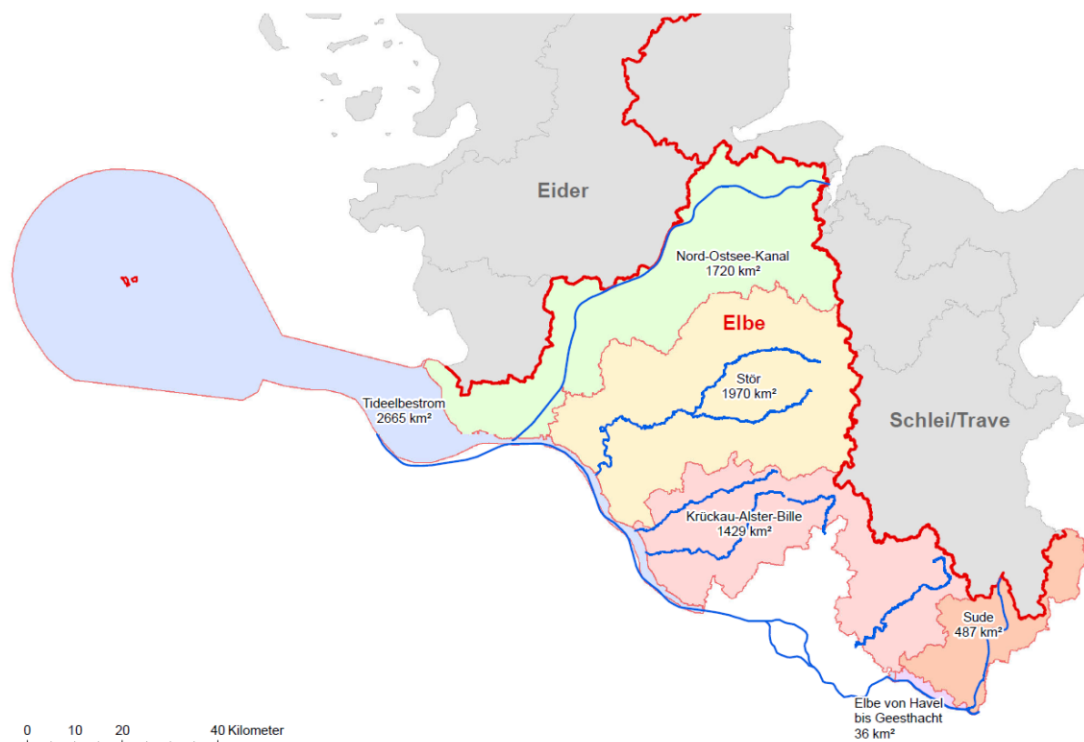 Eider
Nord-Ostsee-Kanal
1720 km²
Elbe
Stör
1970 km²
Tideelbestrom
2665 km²
Schlei/Trave
Krückau-Alster-Bille
1429 km²
Sude
487 km²
Elbe von Havel
bis Geesthacht
36 km²
0 10 20 40 Kilometer